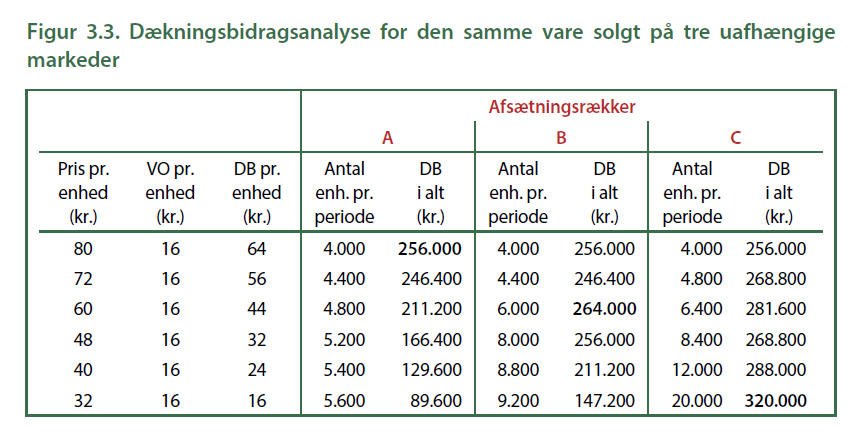 Figur 3.3. Dækningsbidragsanalyse for den samme vare solgt på tre uafhængige
markeder
Afsætningsrækker
A B C
Pris pr. VO pr. DB pr. Antal DB Antal DB Antal DB
enhed enhed enhed enh. pr. i alt enh. pr. i alt enh. pr. i alt
(kr.) (kr.) (kr.) periode (kr.) periode (kr.) periode (kr.)
80 16 64 4.000 256.000 4.000 256.000 4.000 256.000
72 16 56 4.400 246.400 4.400 246.400 4.800 268.800
60 16 44 4.800 211.200 6.000 264.000 6.400 281.600
48 16 32 5.200 166.400 8.000 256.000 8.400 268.800
40 16 24 5.400 129.600 8.800 211.200 12.000 288.000
32 16 16 5.600 89.600 9.200 147.200 20.000 320.000